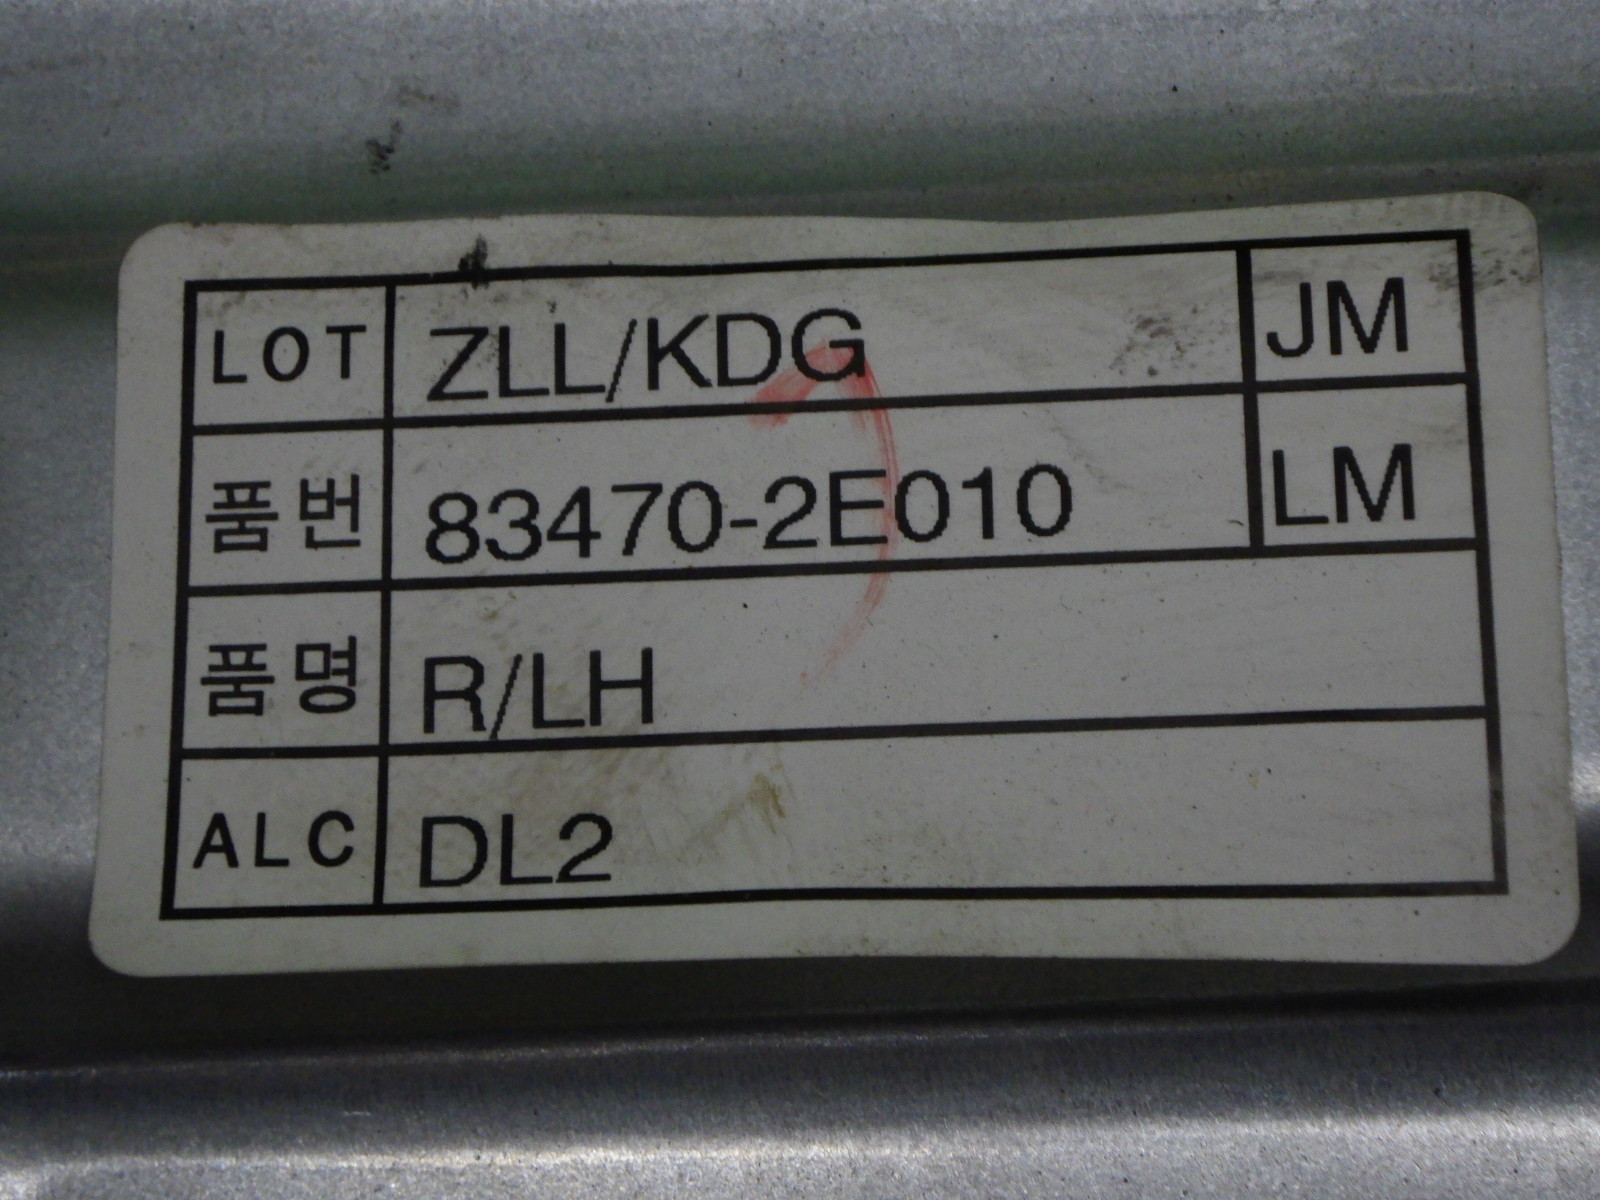 LOT ZLL/KDG JM
품번 83470-2E010 LM
품명 R/LH
ALC DL2